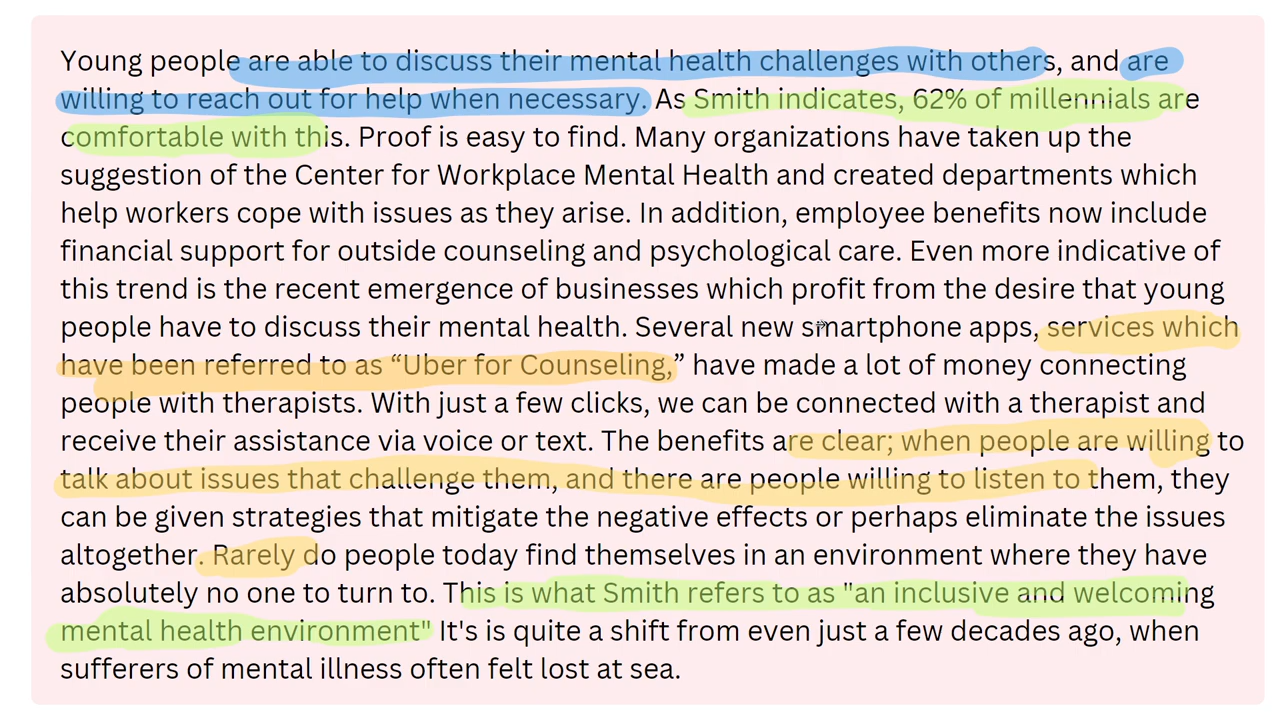 Young people are able to discuss their mental health challenges with others, and are
willing to reach out for help when necessary. As Smith indicates, 62% of millennials are
comfortable with this. Proof is easy to find. Many organizations have taken up the
suggestion of the Center for Workplace Mental Health and created departments which
help workers cope with issues as they arise. In addition, employee benefits now include
financial support for outside counseling and psychological care. Even more indicative of
this trend is the recent emergence of businesses which profit from the desire that young
people have to discuss their mental health. Several new smartphone apps, services which
have been referred to as “Uber for Counseling,” have made a lot of money connecting
people with therapists. With just a few clicks, we can be connected with a therapist and
receive their assistance via voice or text. The benefits are clear; when people are willing to
talk about issues that challenge them, and there are people willing to listen to them, they
can be given strategies that mitigate the negative effects or perhaps eliminate the issues
altogether. Rarely do people today find themselves in an environment where they have
absolutely no one to turn to. This is what Smith refers to as "an inclusive and welcoming
mental health environment" It's is quite a shift from even just a few decades ago, when
sufferers of mental illness often felt lost at sea.